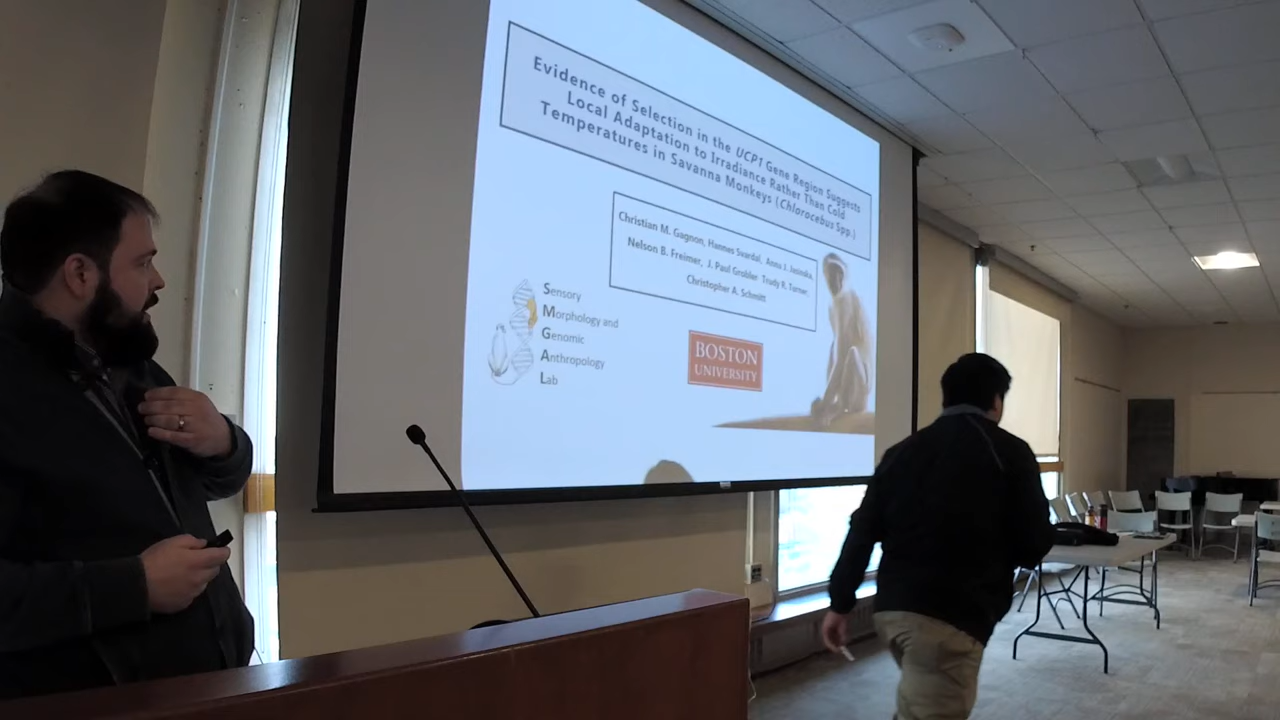 Evidence of Selection in the UCP1 Gene Region Suggests
Local Adaptation to Irradiance Rather Than Cold
Temperatures in Savanna Monkeys (Chlorocebus Spp.)
Christian M. Gagnon, Hannes Svardal, Anna J. Jasinska,
Nelson B. Freimer, J. Paul Grobler Trudy R. Turner,
Christopher A. Schmitt
Sensory
Morphology and
Genomic
Anthropology
Lab
BOSTON
UNIVERSITY